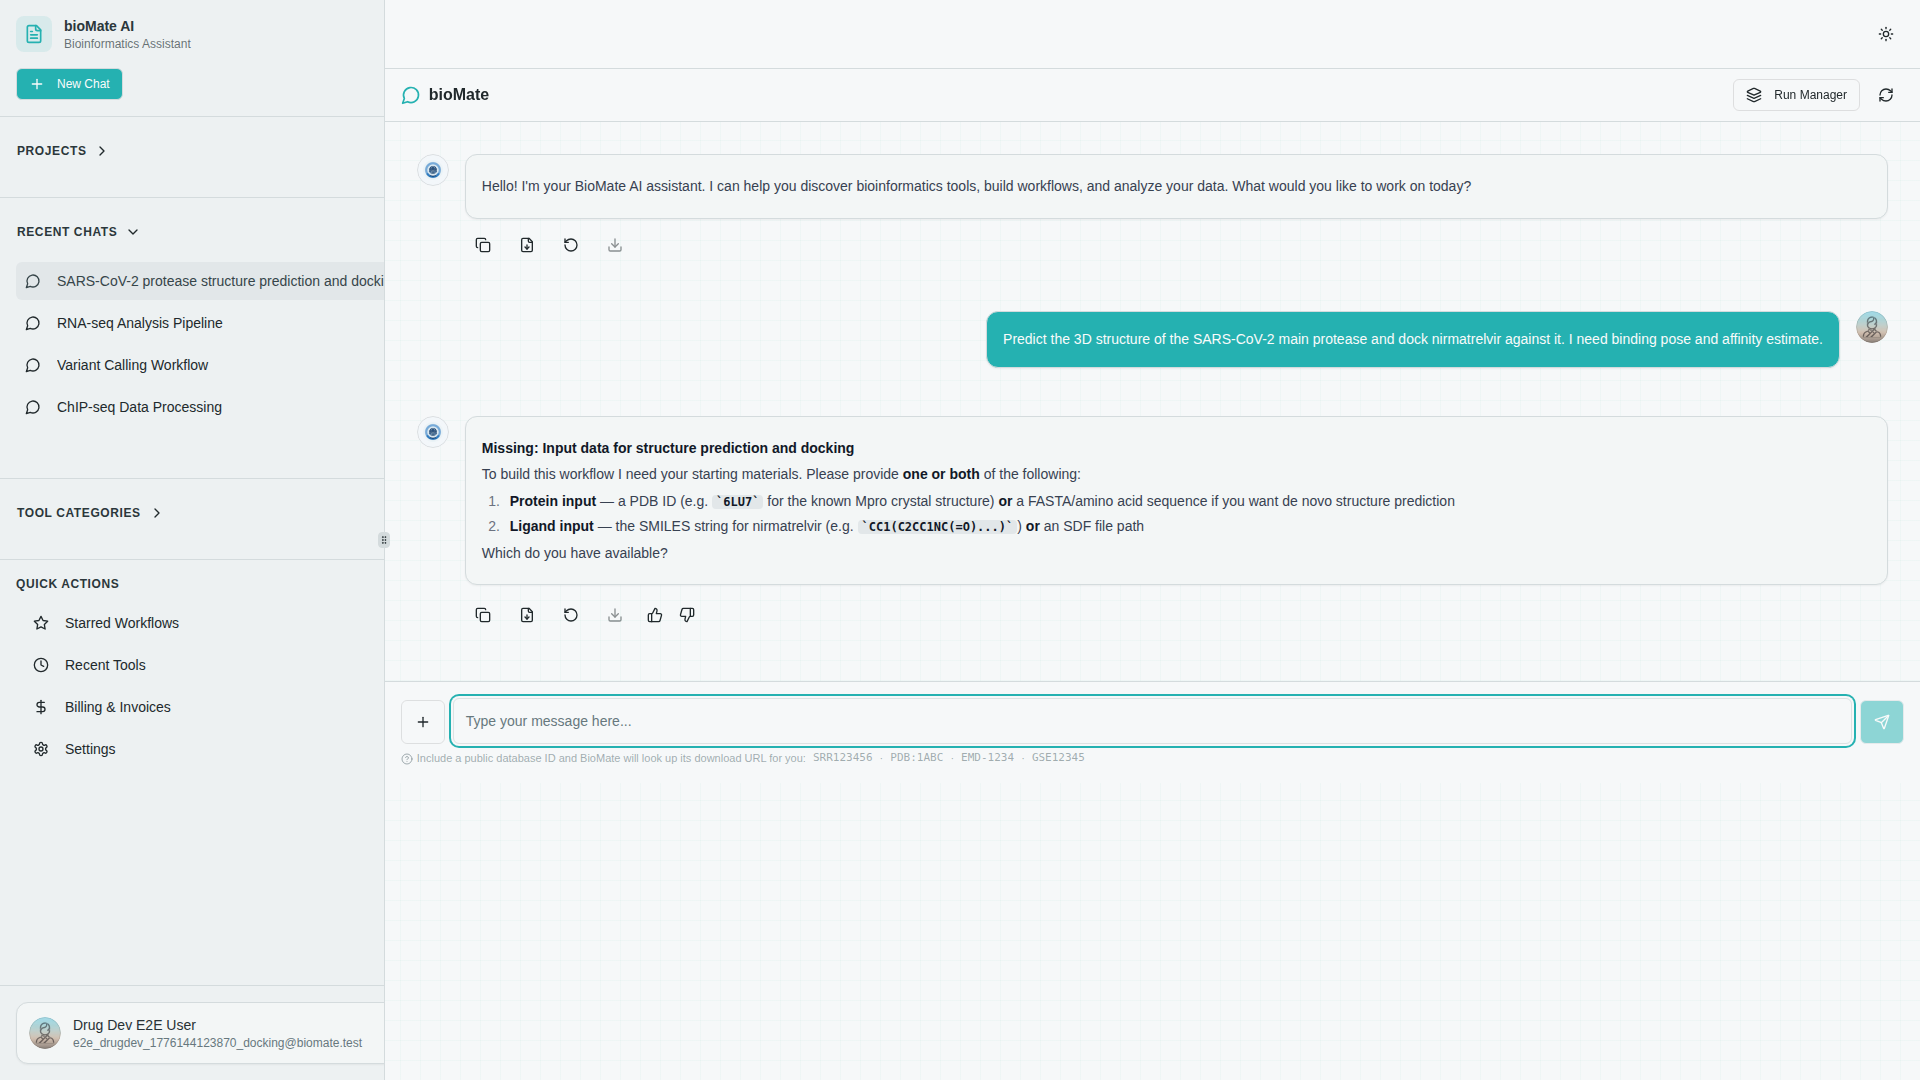 bioMate AI
Bioinformatics Assistant
New Chat
PROJECTS
RECENT CHATS
SARS-CoV-2 protease structure prediction and docki
RNA-seq Analysis Pipeline
Variant Calling Workflow
ChIP-seq Data Processing
TOOL CATEGORIES
QUICK ACTIONS
Starred Workflows
Recent Tools
Billing & Invoices
Settings
Drug Dev E2E User
e2e_drugdev_1776144123870_docking@biomate.test
bioMate
Run Manager
Hello! I'm your BioMate AI assistant. I can help you discover bioinformatics tools, build workflows, and analyze your data. What would you like to work on today?
Predict the 3D structure of the SARS-CoV-2 main protease and dock nirmatrelvir against it. I need binding pose and affinity estimate.
Missing: Input data for structure prediction and docking
To build this workflow I need your starting materials. Please provide one or both of the following:
1. Protein input — a PDB ID (e.g. `6LU7` for the known Mpro crystal structure) or a FASTA/amino acid sequence if you want de novo structure prediction
2. Ligand input — the SMILES string for nirmatrelvir (e.g. `CC1(C2CC1NC(=O)...)`) or an SDF file path
Which do you have available?
Type your message here...
Include a public database ID and BioMate will look up its download URL for you: SRR123456 · PDB:1ABC · EMD-1234 · GSE12345